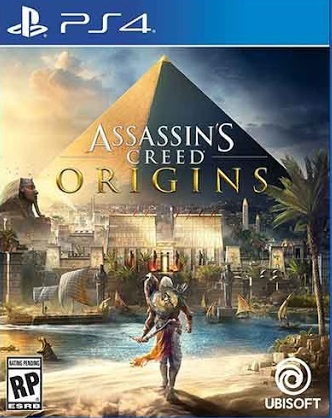 PS4
ASSASSIN'S
CREED
ORIGINS
RATING PENDING
RP
ESRB
UBISOFT